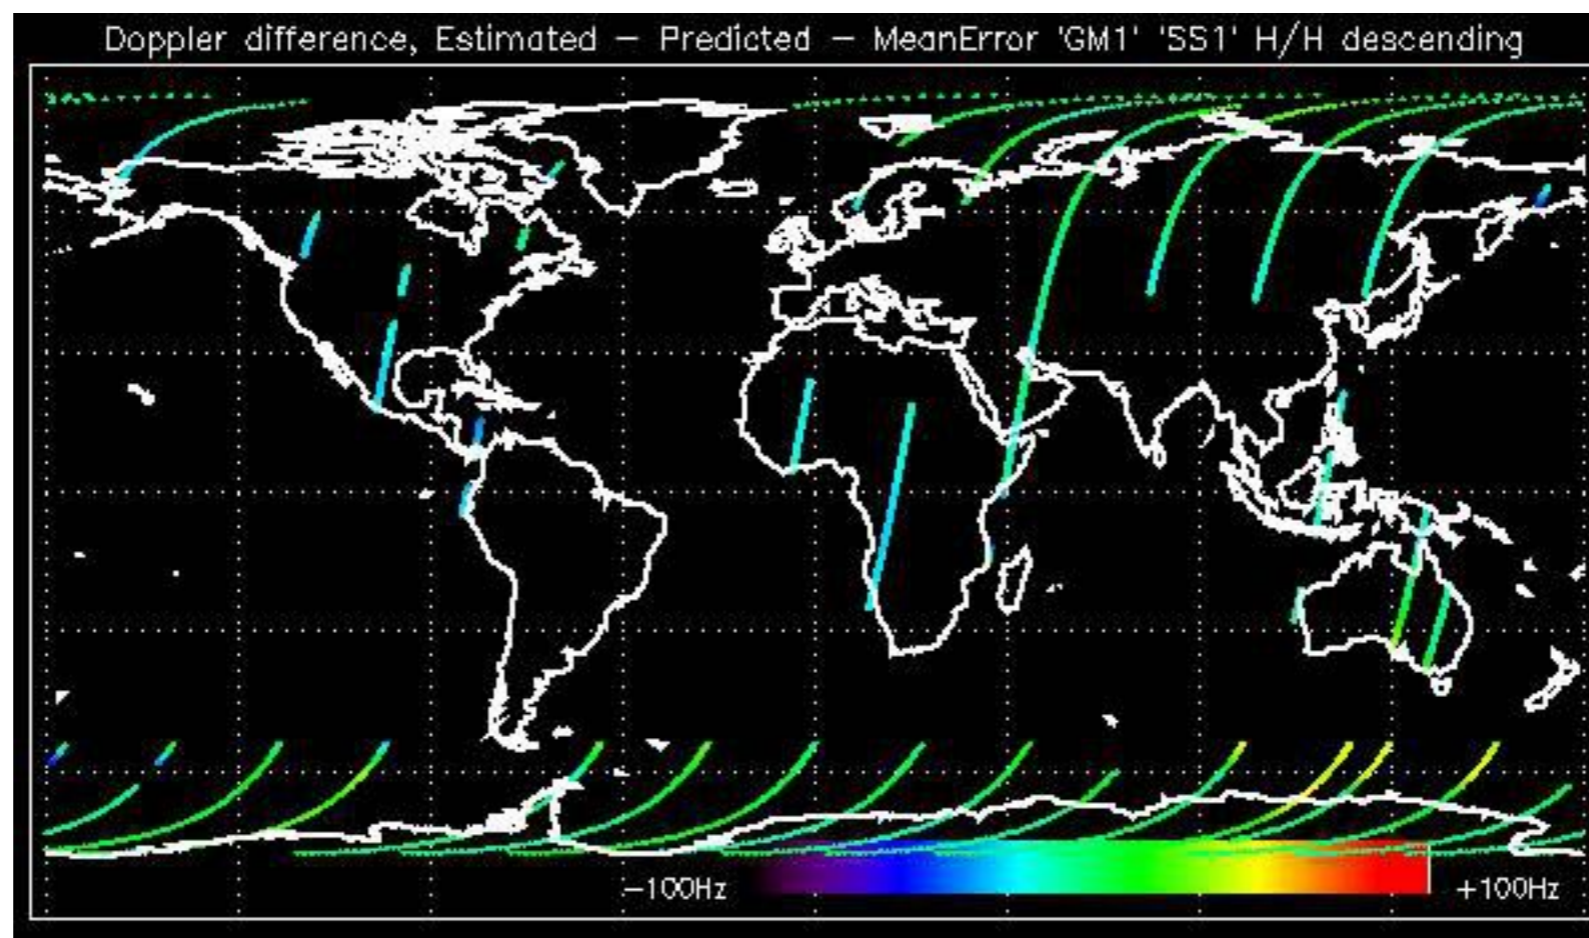 Doppler difference, Estimated – Predicted – MeanError 'GM1' 'SS1' H/H descending
–100Hz +100Hz